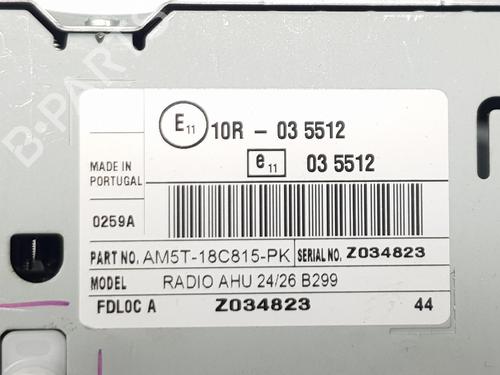 E11 10R - 03 5512
e11 03 5512
MADE IN
PORTUGAL
0259A
PART NO. AM5T-18C815-PK SERIAL NO. Z034823
MODEL RADIO AHU 24/26 B299
FDLOC A Z034823 44
B-PARTS